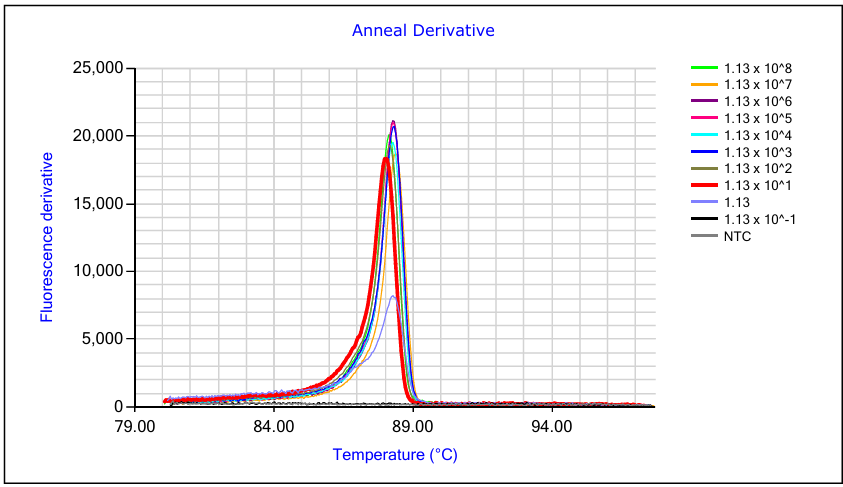 Anneal Derivative
25,000
20,000
15,000
10,000
5,000
0
Fluorescence derivative
79.00 84.00 89.00 94.00
Temperature (°C)
1.13 x 10^8
1.13 x 10^7
1.13 x 10^6
1.13 x 10^5
1.13 x 10^4
1.13 x 10^3
1.13 x 10^2
1.13 x 10^1
1.13
1.13 x 10^-1
NTC